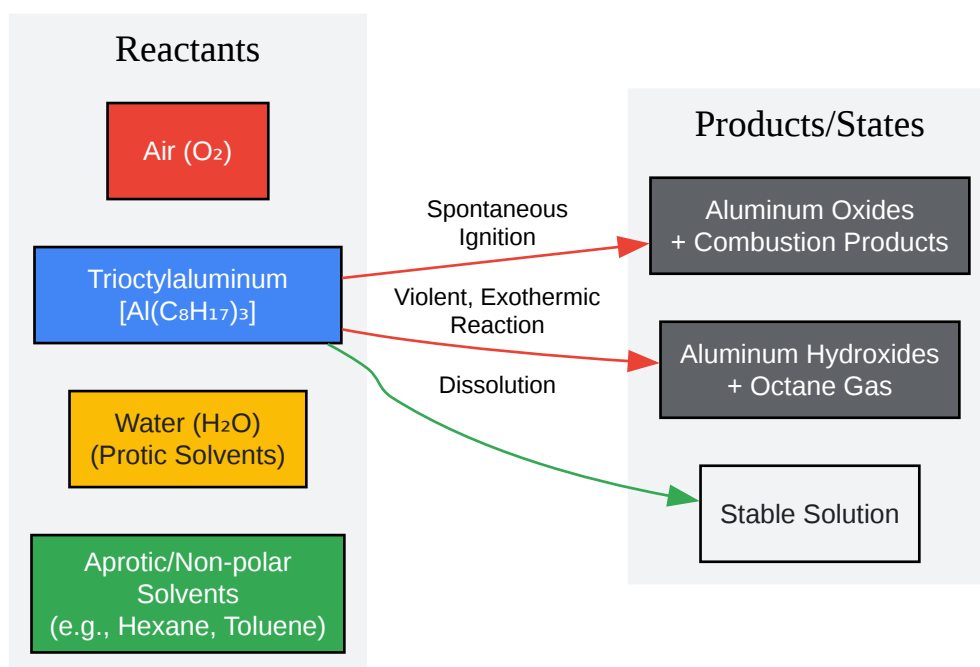 Reactants
Air (O₂)
Trioctylaluminum
[Al(C₈H₁₇)₃]
Water (H₂O)
(Protic Solvents)
Aprotic/Non-polar
Solvents
(e.g., Hexane, Toluene)
Spontaneous
Ignition
Violent, Exothermic
Reaction
Dissolution
Products/States
Aluminum Oxides
+ Combustion Products
Aluminum Hydroxides
+ Octane Gas
Stable Solution